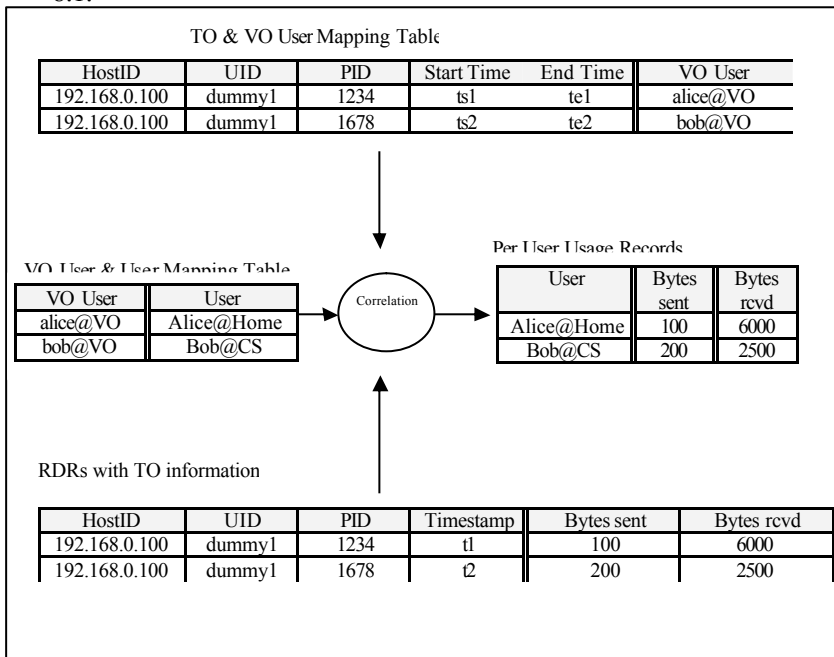 TO & VO User Mapping Table
HostID UID PID Start Time End Time VO User
192.168.0.100 dummy1 1234 ts1 te1 alice@VO
192.168.0.100 dummy1 1678 ts2 te2 bob@VO
Per User Usage Records
VO User & User Mapping Table
User Bytes sent Bytes rcvd
Alice@Home 100 6000
Bob@CS 200 2500
VO User User
alice@VO Alice@Home
bob@VO Bob@CS
Correlation
RDRs with TO information
HostID UID PID Timestamp Bytes sent Bytes rcvd
192.168.0.100 dummy1 1234 t1 100 6000
192.168.0.100 dummy1 1678 t2 200 2500